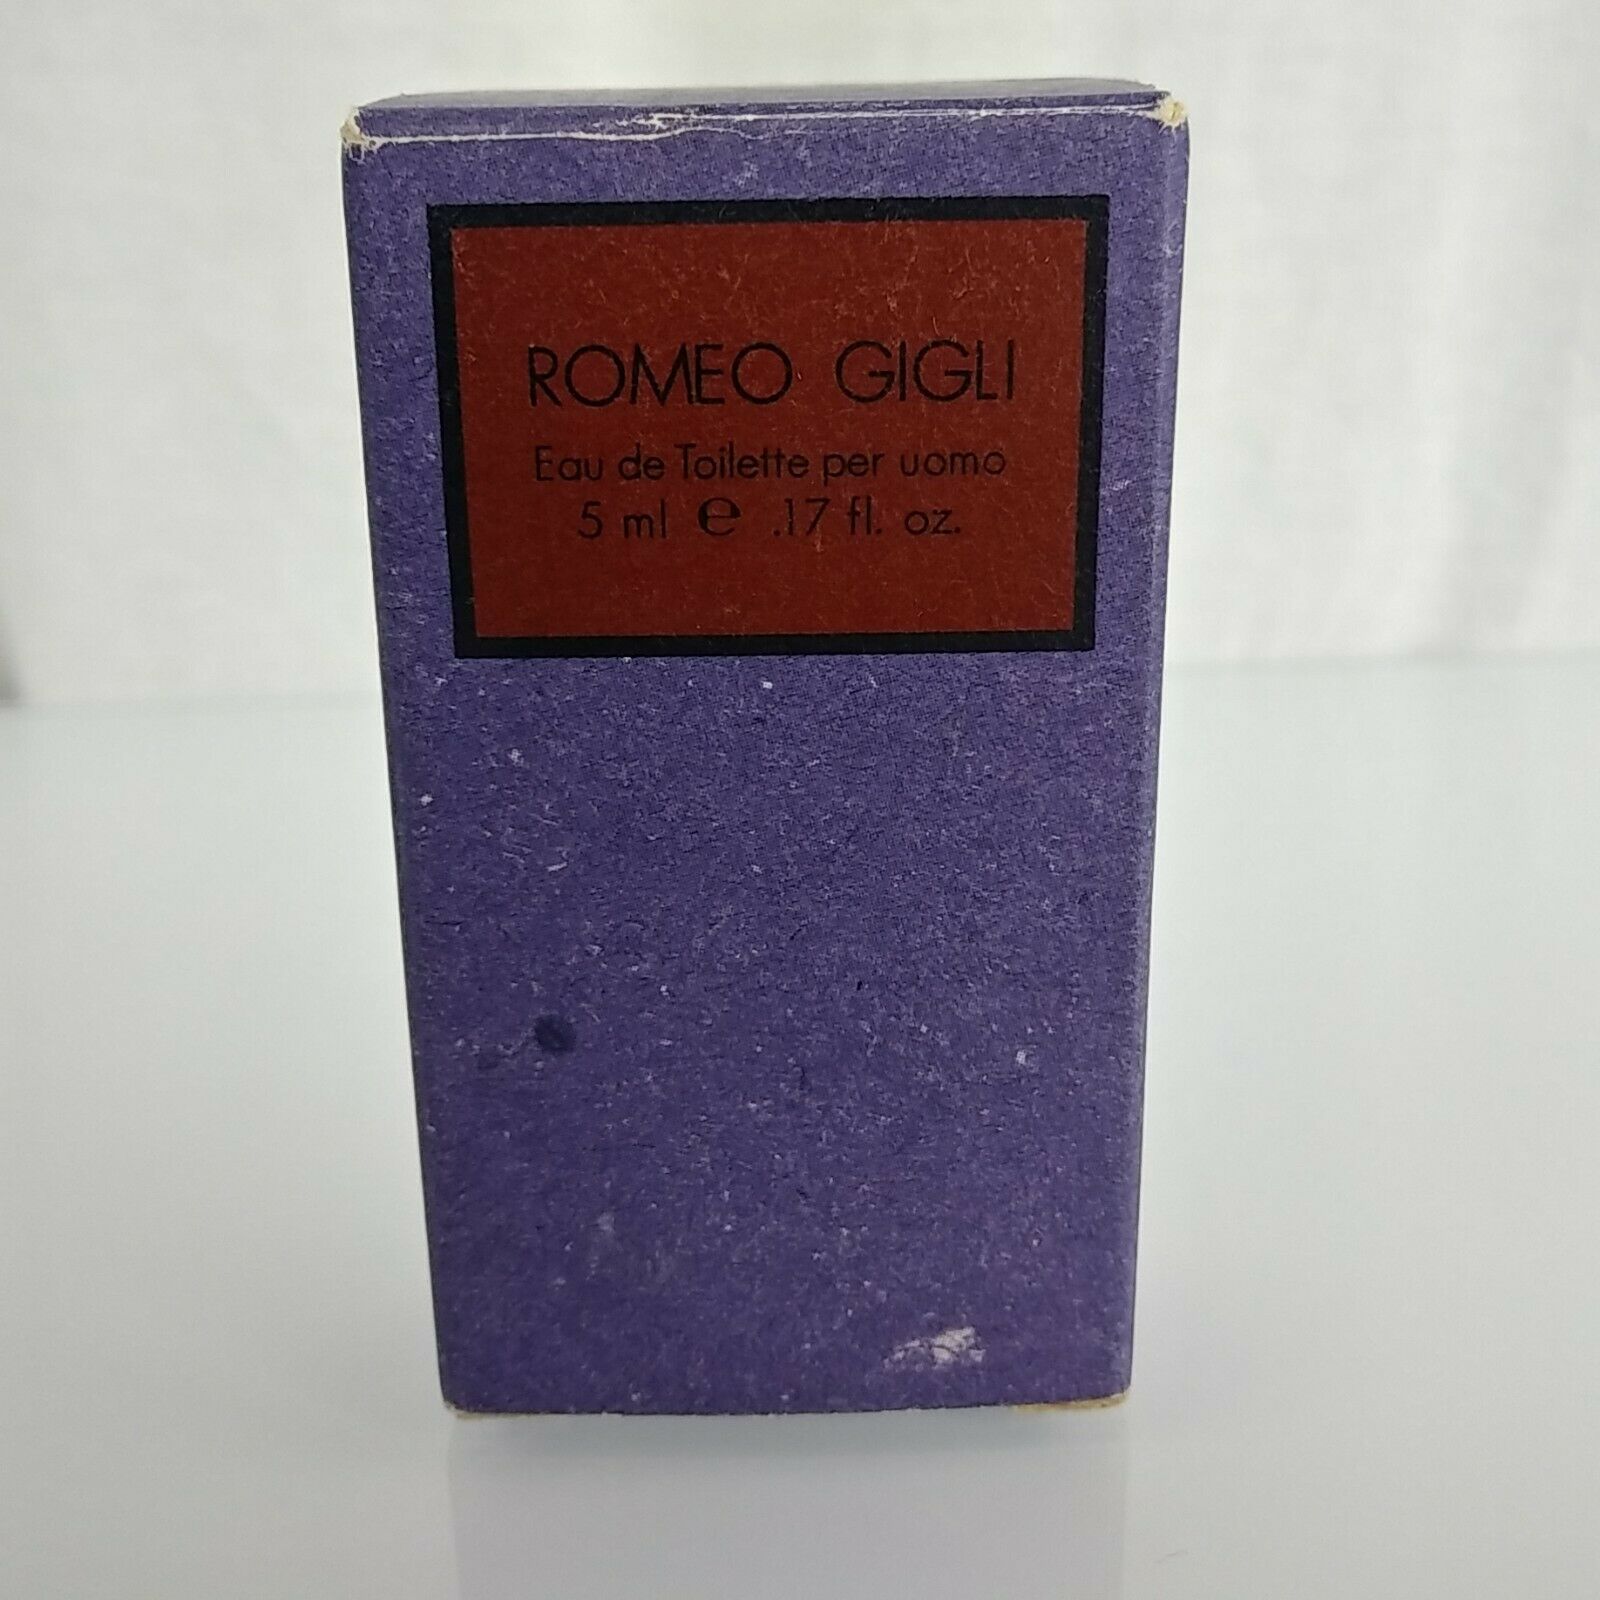 ROMEO GIGLI
Eau de Toilette per uomo
5 ml ℮ .17 fl. oz.